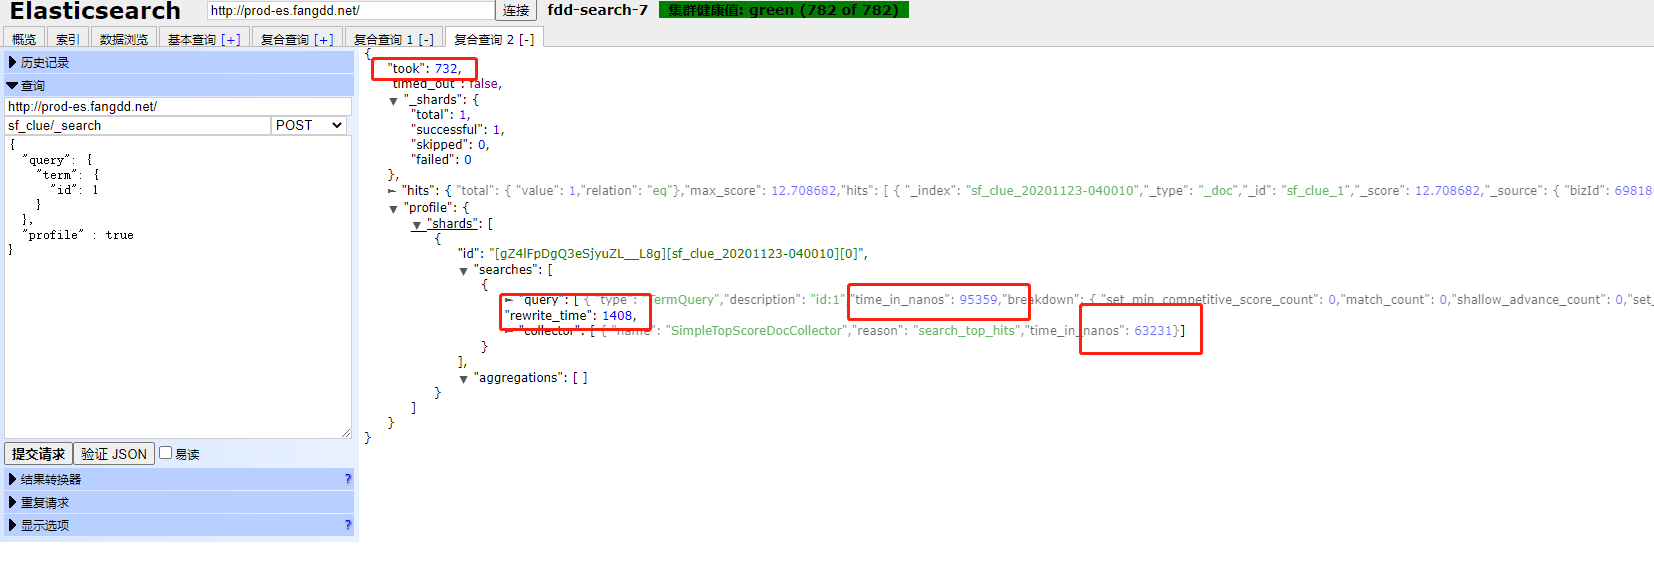 Elasticsearch
http://prod-es.fangdd.net/
连接
fdd-search-7
集群健康值: green (782 of 782)
概览
索引
数据浏览
基本查询 [+]
复合查询 [+]
复合查询 1 [-]
复合查询 2 [-]
历史记录
查询
http://prod-es.fangdd.net/
sf_clue/_search
POST
{
"query": {
"term": {
"id": 1
}
},
"profile" : true
}
提交请求
验证 JSON
易读
结果转换器 ?
重复请求
显示选项 ?
{
"took": 732,
"timed_out": false,
"_shards": {
"total": 1,
"successful": 1,
"skipped": 0,
"failed": 0
},
"hits": { "total": { "value": 1,"relation": "eq"},"max_score": 12.708682,"hits": [ { "_index": "sf_clue_20201123-040010","_type": "_doc","_id": "sf_clue_1","_score": 12.708682,"_source": { "bizId": 69818
"profile": {
"shards": [
{
"id": "[gZ4lFpDgQ3eSjyuZL__L8g][sf_clue_20201123-040010][0]",
"searches": [
{
"query": [ { "type": "TermQuery","description": "id:1","time_in_nanos": 95359,"breakdown": { "set_min_competitive_score_count": 0,"match_count": 0,"shallow_advance_count": 0,"set_
"rewrite_time": 1408,
"collector": [ { "name": "SimpleTopScoreDocCollector","reason": "search_top_hits","time_in_nanos": 63231}]
}
],
"aggregations": [ ]
}
]
}
}